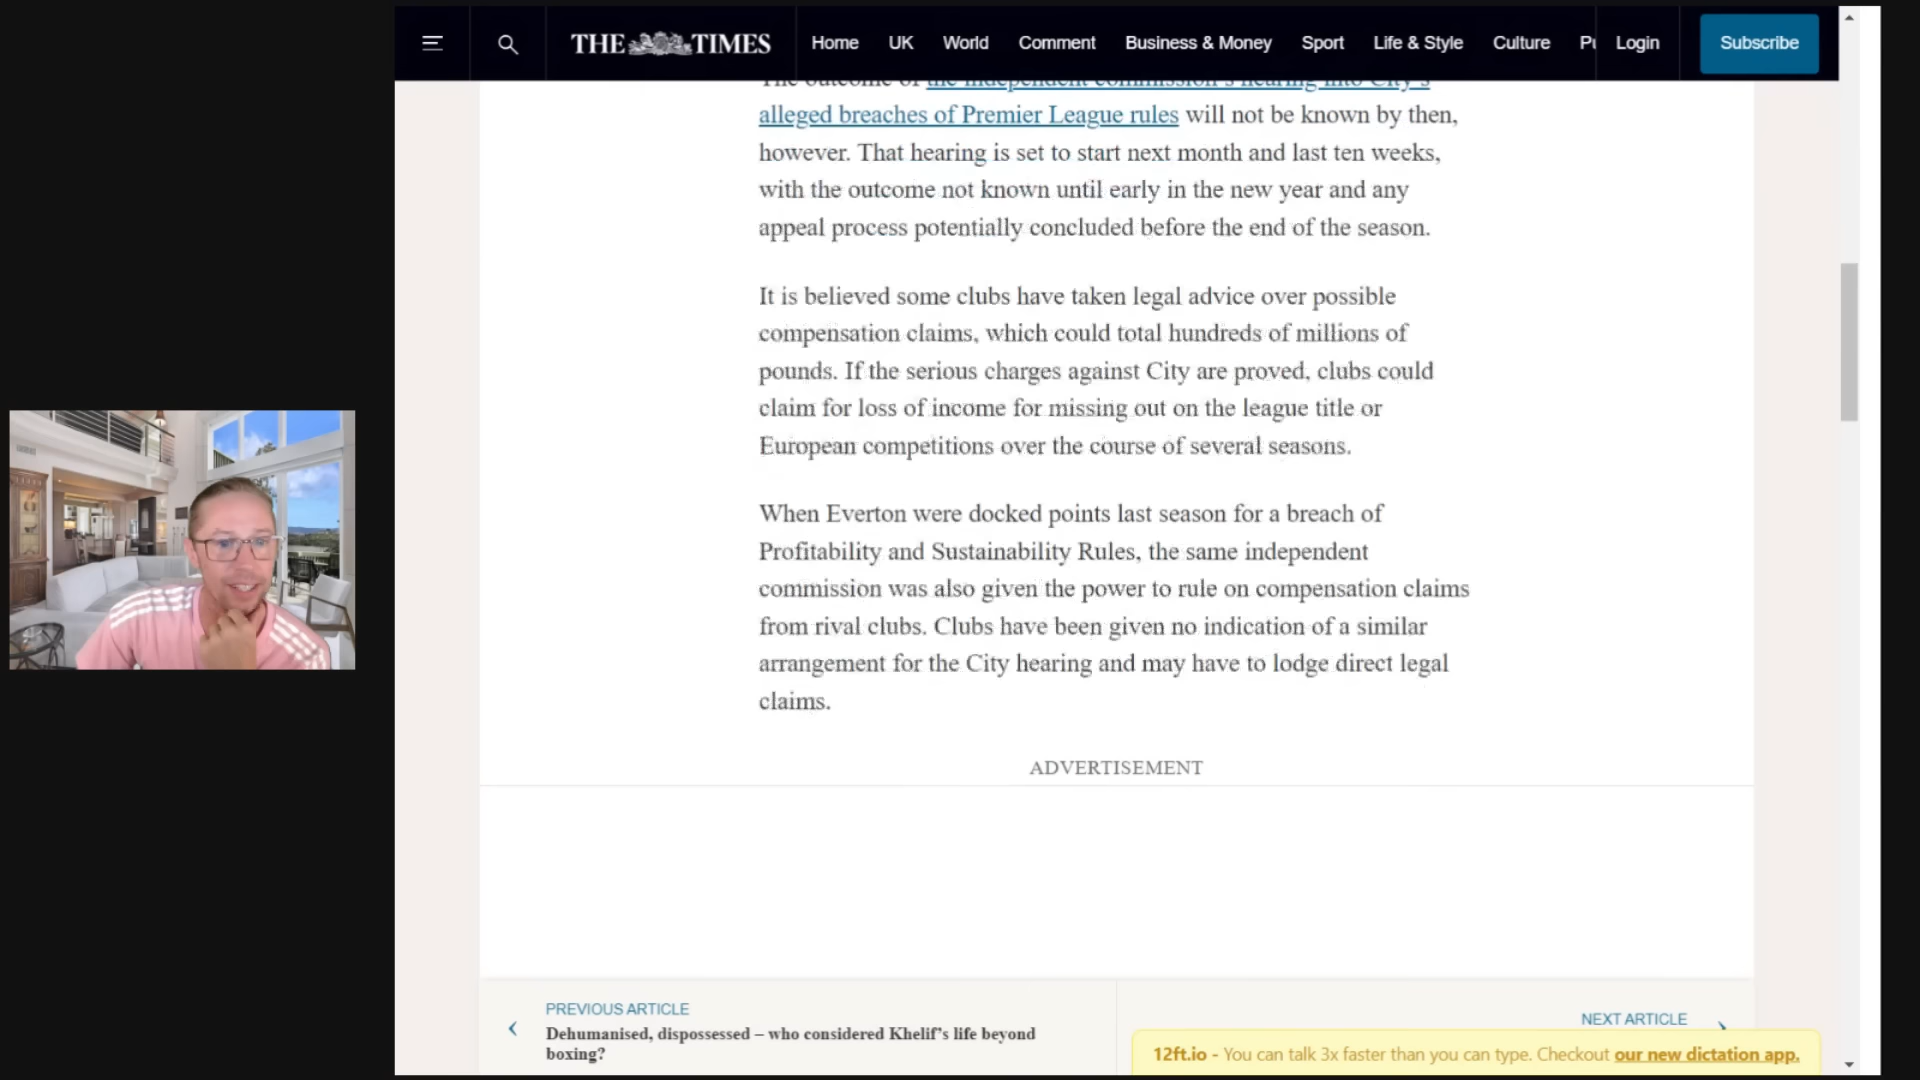 THE TIMES
Home UK World Comment Business & Money Sport Life & Style Culture Pu Login Subscribe
The outcome of the independent commission's hearing into City's
alleged breaches of Premier League rules will not be known by then,
however. That hearing is set to start next month and last ten weeks,
with the outcome not known until early in the new year and any
appeal process potentially concluded before the end of the season.
It is believed some clubs have taken legal advice over possible
compensation claims, which could total hundreds of millions of
pounds. If the serious charges against City are proved, clubs could
claim for loss of income for missing out on the league title or
European competitions over the course of several seasons.
When Everton were docked points last season for a breach of
Profitability and Sustainability Rules, the same independent
commission was also given the power to rule on compensation claims
from rival clubs. Clubs have been given no indication of a similar
arrangement for the City hearing and may have to lodge direct legal
claims.
ADVERTISEMENT
PREVIOUS ARTICLE
Dehumanised, dispossessed – who considered Khelif's life beyond
boxing?
NEXT ARTICLE
12ft.io - You can talk 3x faster than you can type. Checkout our new dictation app.